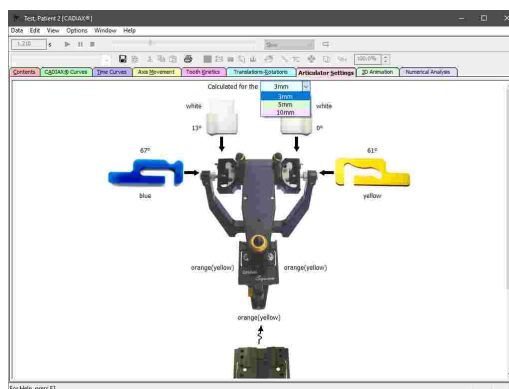 Test, Patient 2 [CADIAX®]
Data Edit View Options Window Help
1.210 s
Slow
100.0%
Contents CADIAX® Curves Time Curves Axis Movement Tooth Kinetics Translations-Rotations Articulator Settings 3D Animation Numerical Analysis
Calculated for the 3mm
3mm
5mm
10mm
white white
13° 0°
67° 61°
blue yellow
orange(yellow) orange(yellow)
orange(yellow)
For Help, press F1